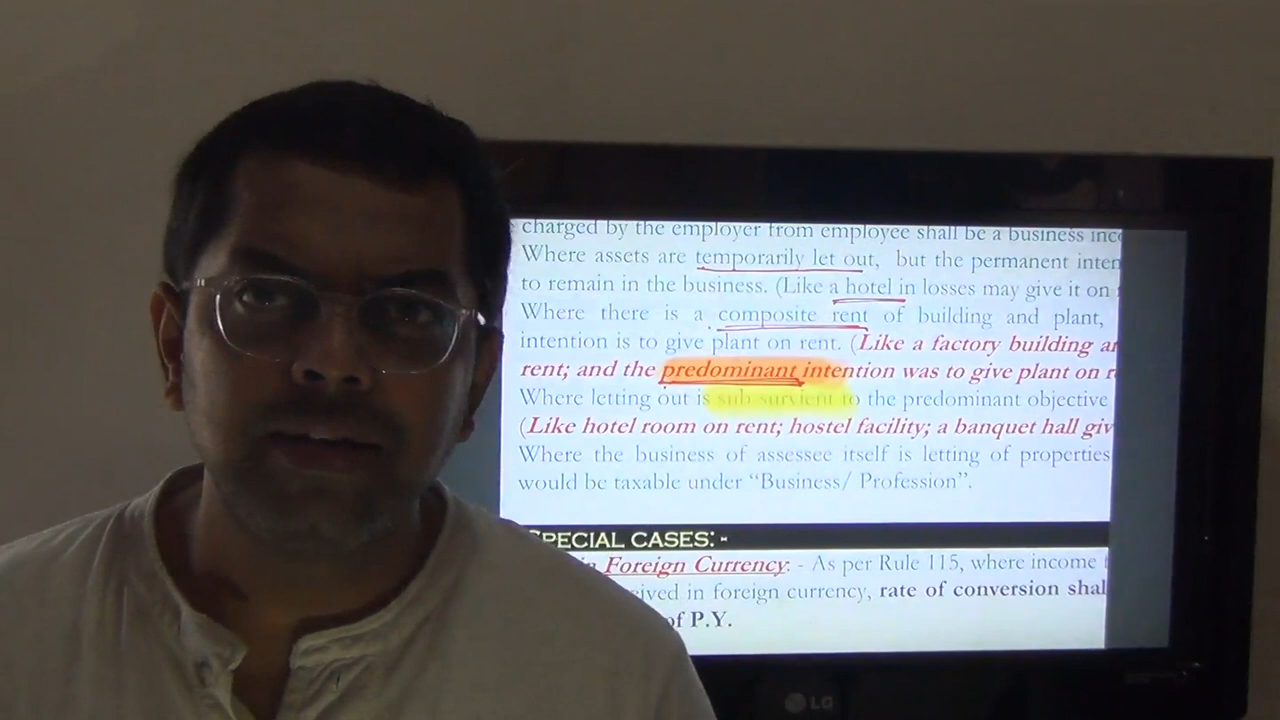 charged by the employer from employee shall be a business inc
Where assets are temporarily let out, but the permanent inten
to remain in the business. (Like a hotel in losses may give it on
Where there is a composite rent of building and plant,
intention is to give plant on rent. (Like a factory building a
rent; and the predominant intention was to give plant on r
Where letting out is sub-survient to the predominant objective
(Like hotel room on rent; hostel facility; a banquet hall giv
Where the business of assessee itself is letting of properties
would be taxable under “Business/ Profession”.
SPECIAL CASES: -
in Foreign Currency: - As per Rule 115, where income
ived in foreign currency, rate of conversion shal
of P.Y.
LG